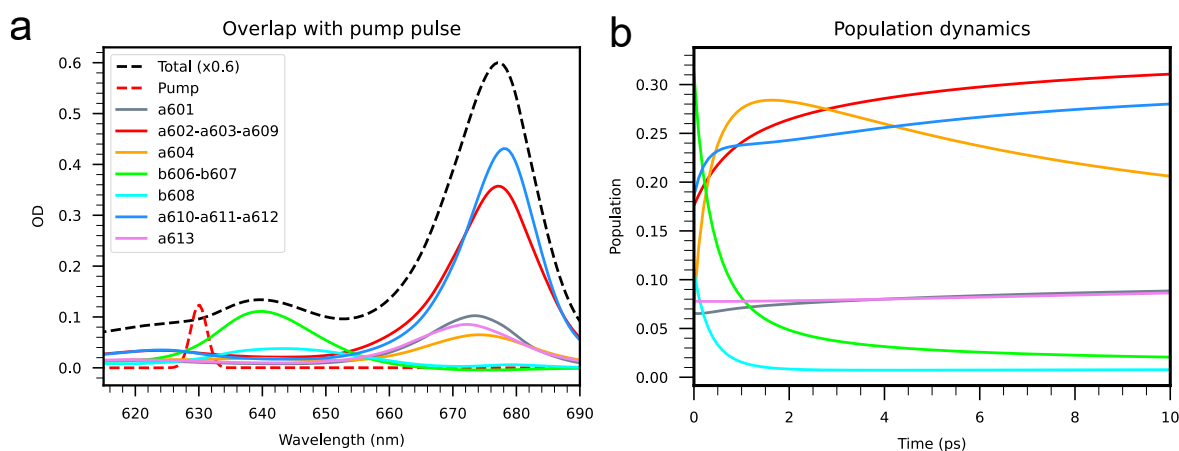 a
Overlap with pump pulse
Total (x0.6)
Pump
a601
a602-a603-a609
a604
b606-b607
b608
a610-a611-a612
a613
OD
0.6
0.5
0.4
0.3
0.2
0.1
0.0
620 630 640 650 660 670 680 690
Wavelength (nm)
b
Population dynamics
Population
0.30
0.25
0.20
0.15
0.10
0.05
0.00
0 2 4 6 8 10
Time (ps)